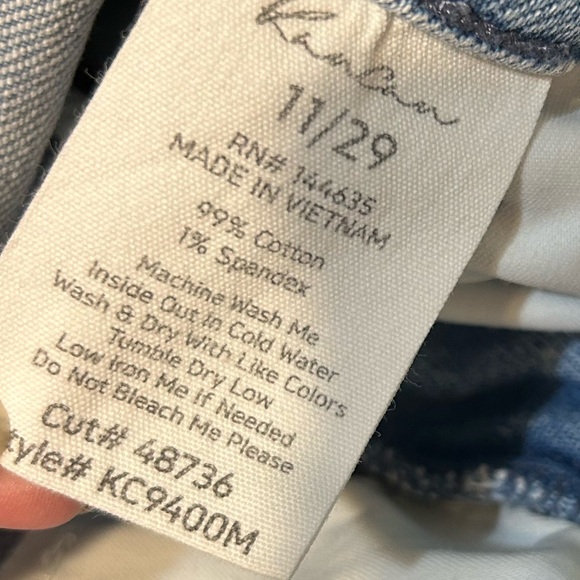 KanCan
11/29
RN# 144635
MADE IN VIETNAM
99% Cotton
1% Spandex
Machine Wash Me
Inside Out in Cold Water
Wash & Dry With Like Colors
Tumble Dry Low
Low Iron Me if Needed
Do Not Bleach Me Please
Cut# 48736
Style# KC9400M